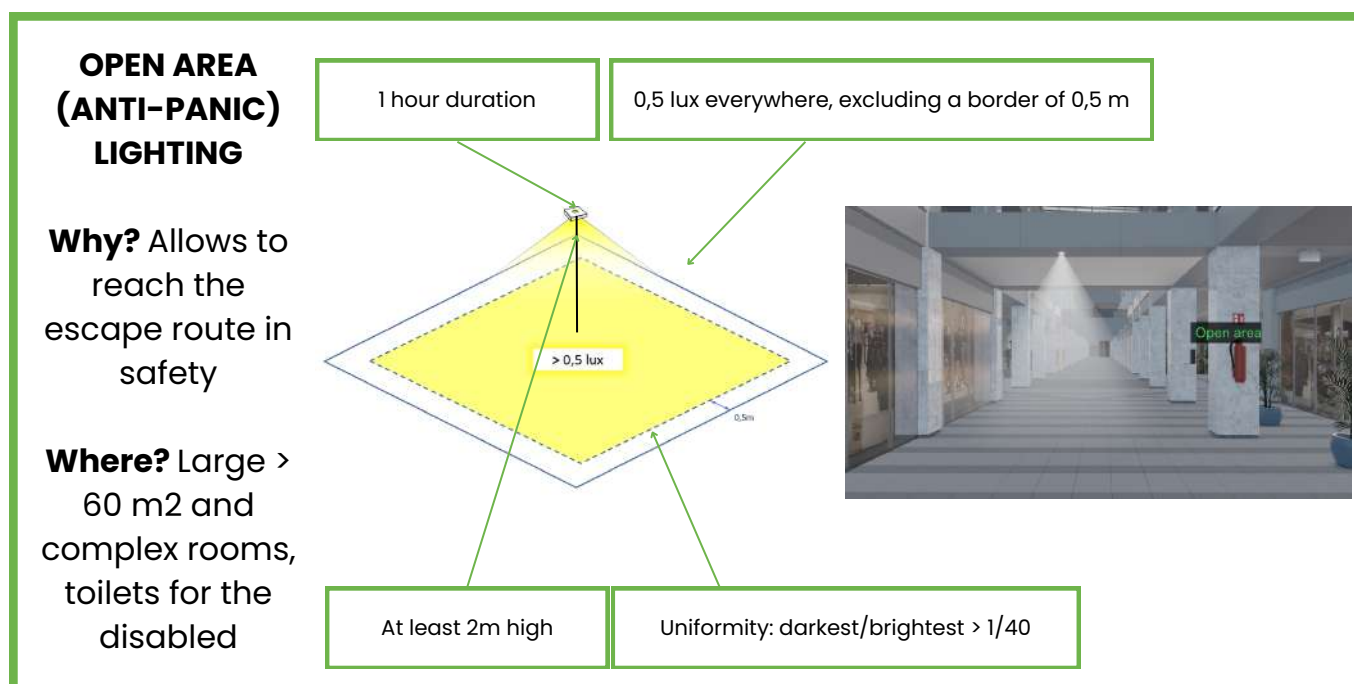 OPEN AREA
(ANTI-PANIC)
LIGHTING
Why? Allows to
reach the
escape route in
safety
Where? Large >
60 m2 and
complex rooms,
toilets for the
disabled
1 hour duration
0,5 lux everywhere, excluding a border of 0,5 m
> 0,5 lux
0,5m
At least 2m high
Uniformity: darkest/brightest > 1/40
Open area